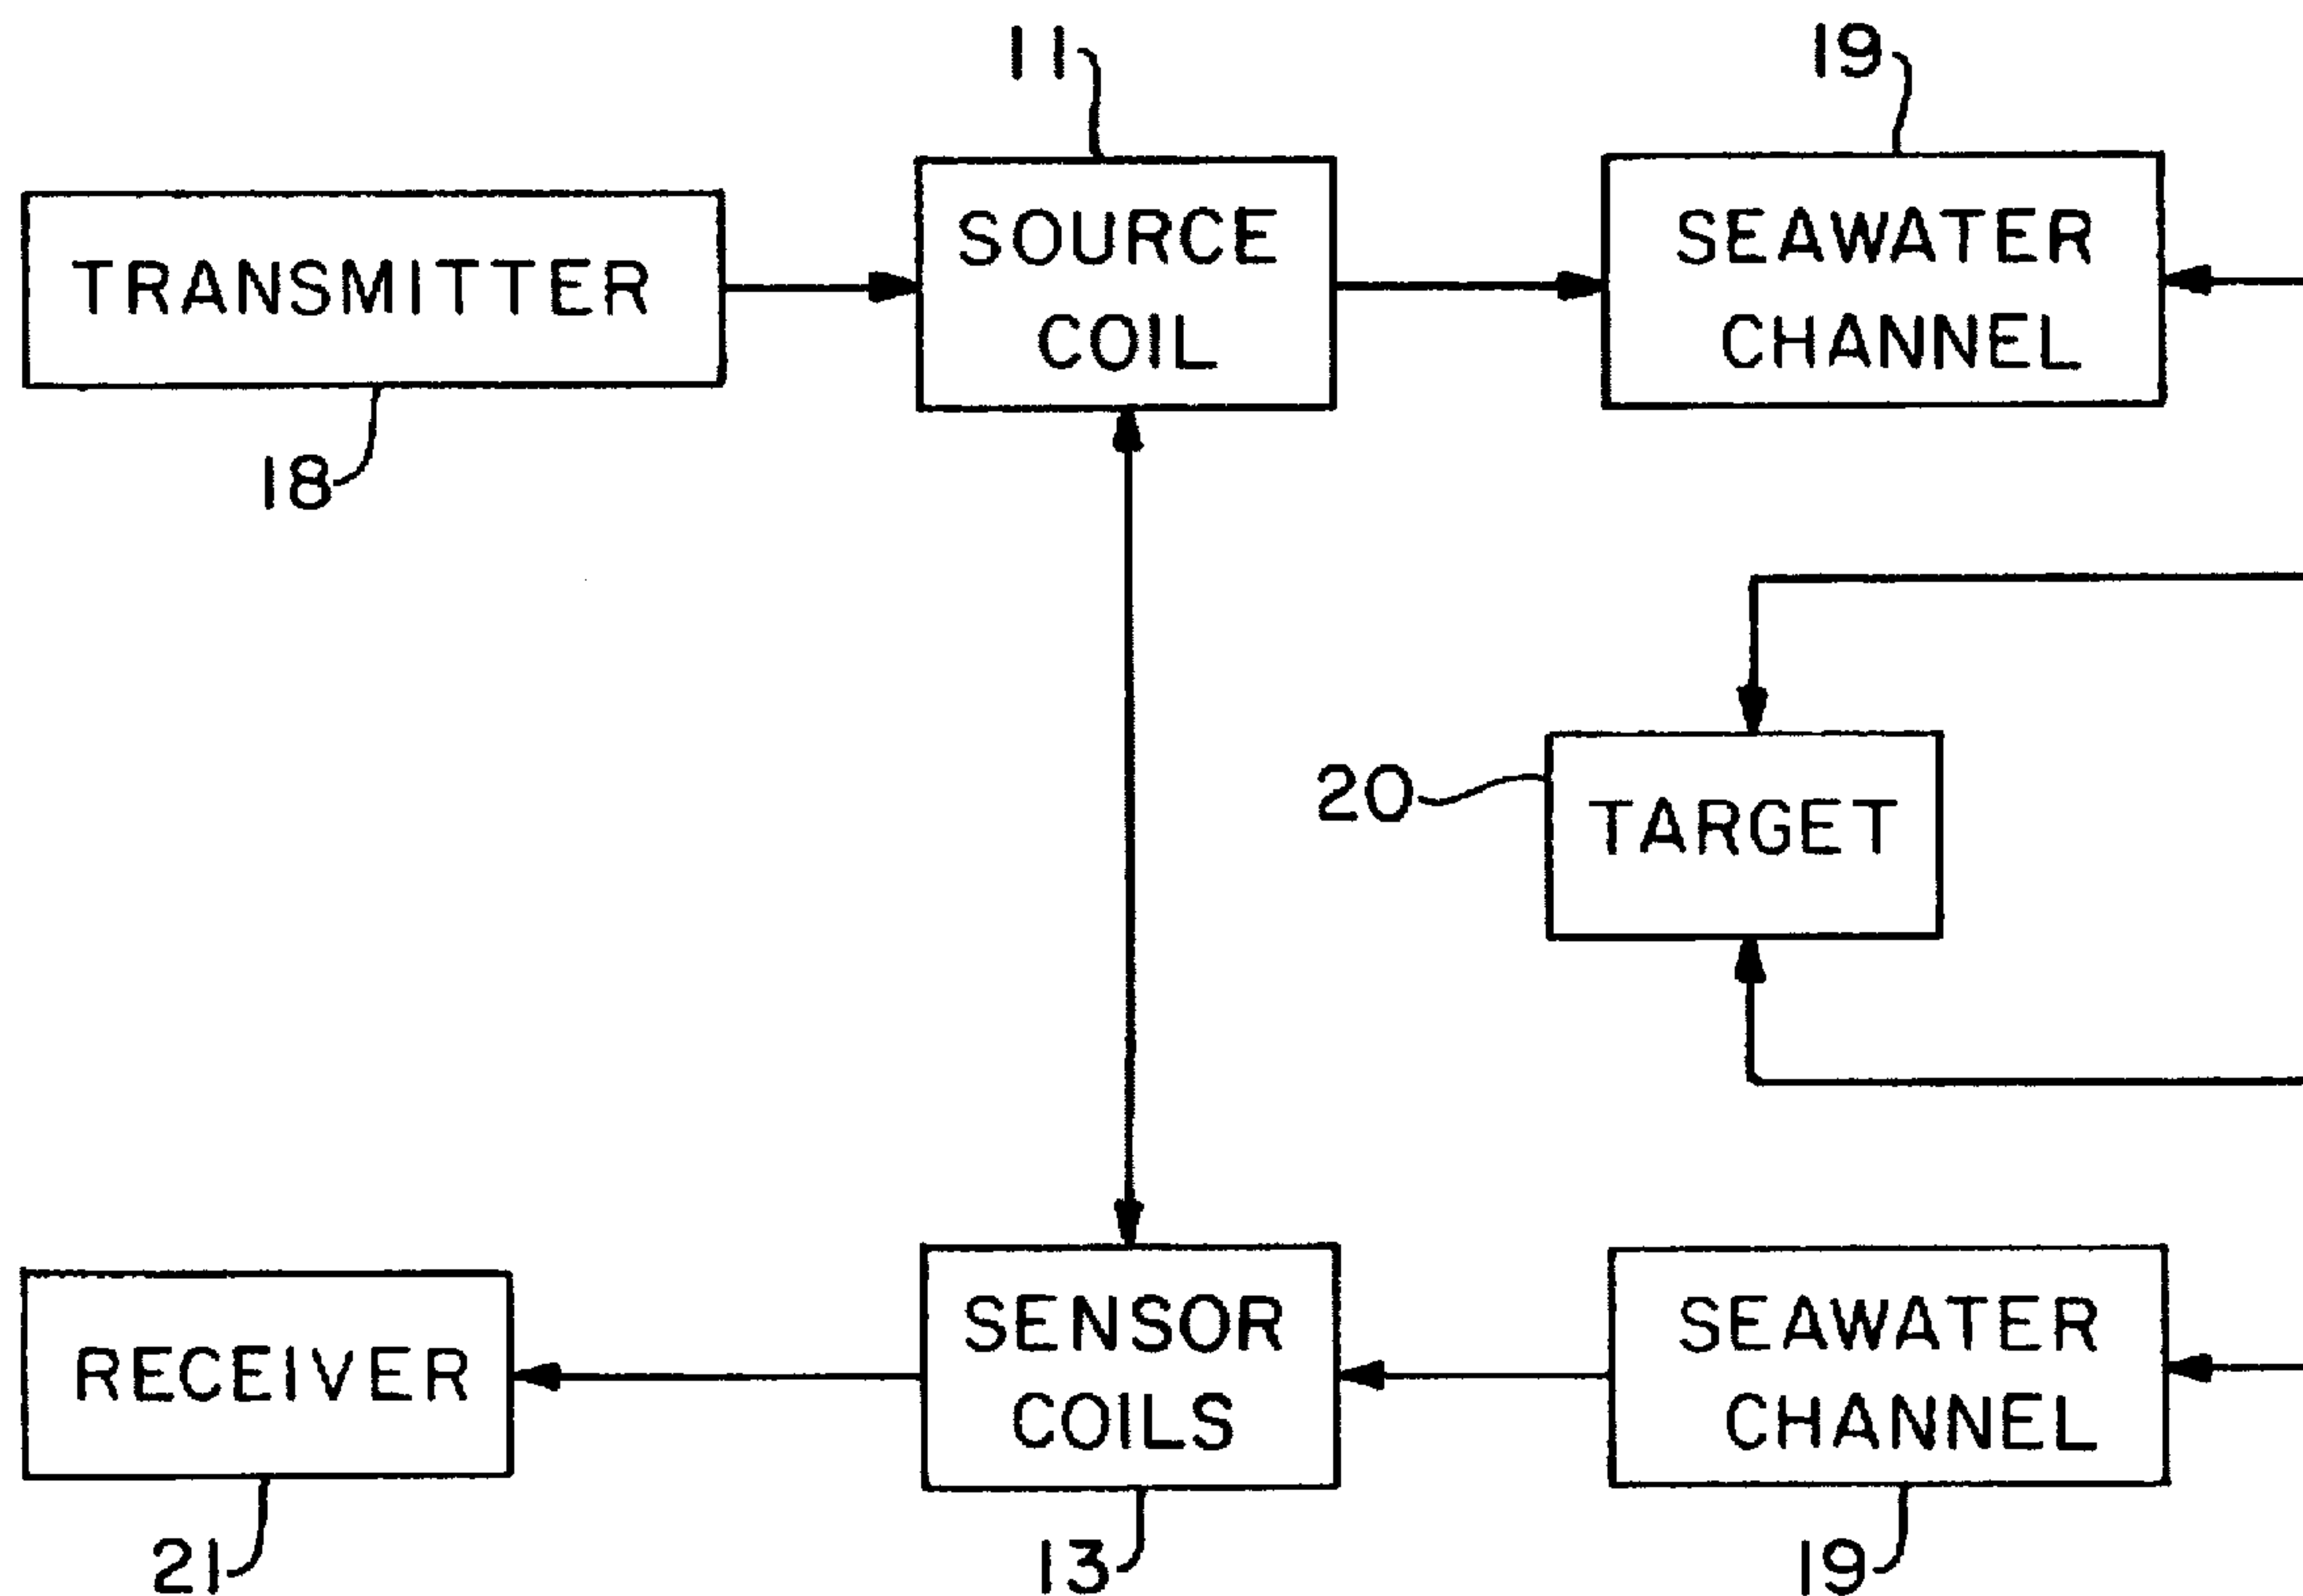 11
19
TRANSMITTER
SOURCE
COIL
SEAWATER
CHANNEL
18
20
TARGET
RECEIVER
SENSOR
COILS
SEAWATER
CHANNEL
21
13
19